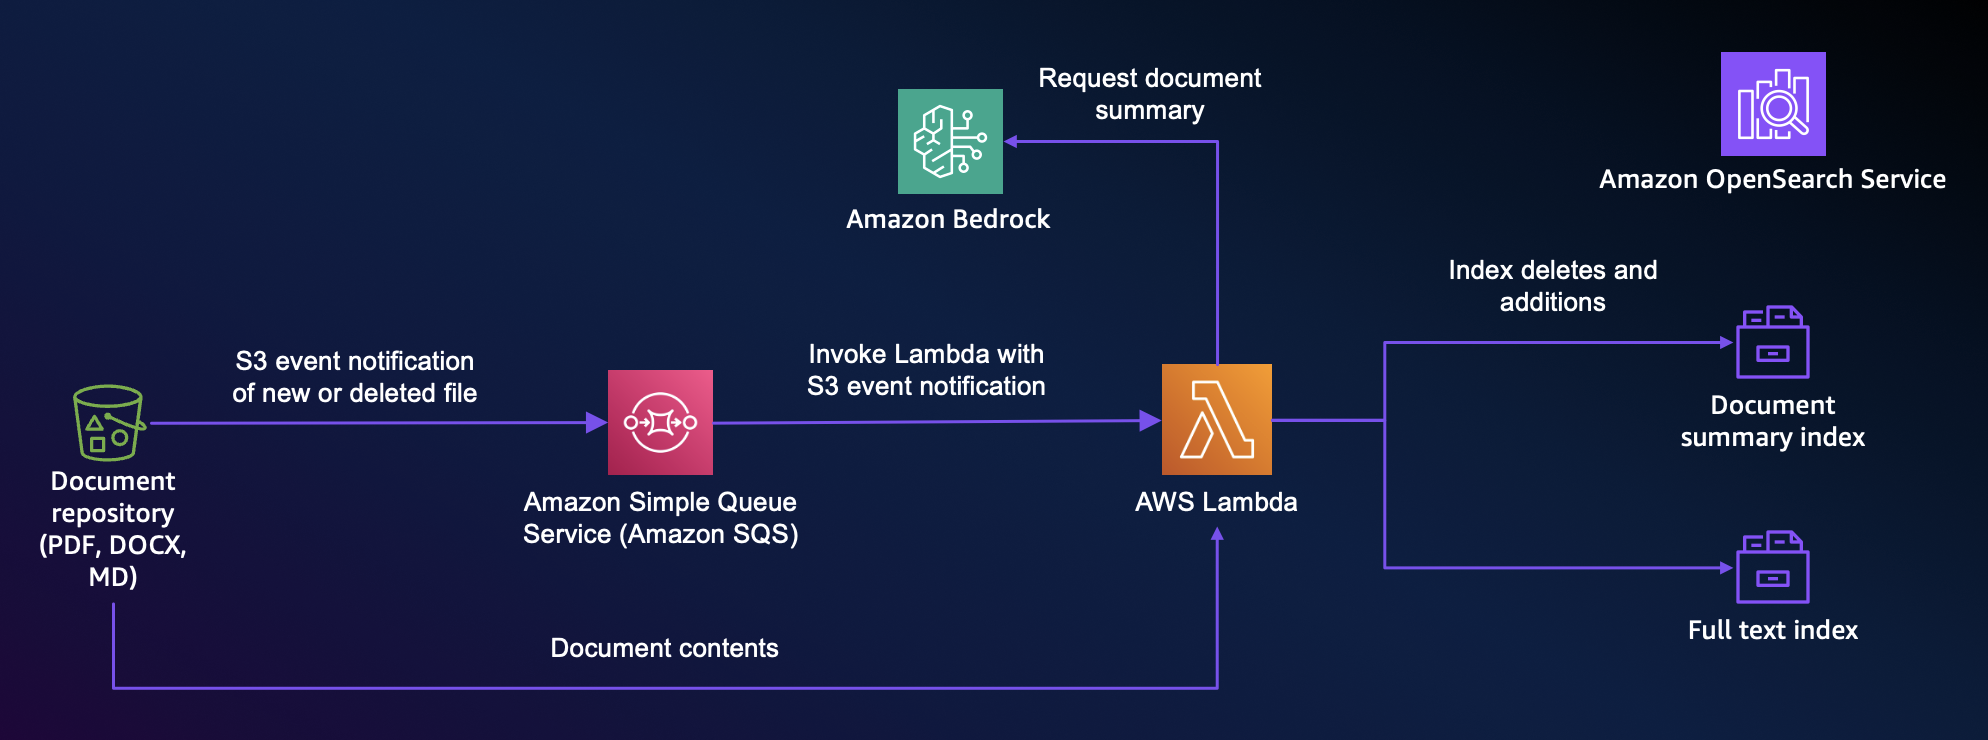 Request document
summary
Amazon Bedrock
Amazon OpenSearch Service
Index deletes and
additions
S3 event notification
of new or deleted file
Invoke Lambda with
S3 event notification
Document
repository
(PDF, DOCX,
MD)
Amazon Simple Queue
Service (Amazon SQS)
AWS Lambda
Document
summary index
Document contents
Full text index